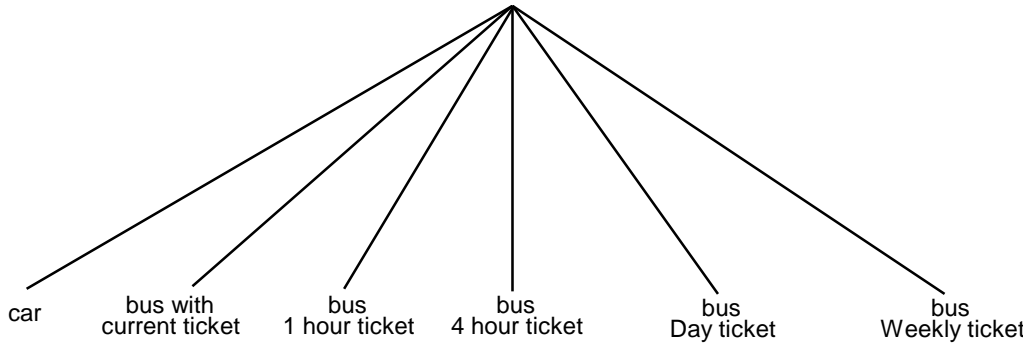 car
bus with
current ticket
bus
1 hour ticket
bus
4 hour ticket
bus
Day ticket
bus
Weekly ticket